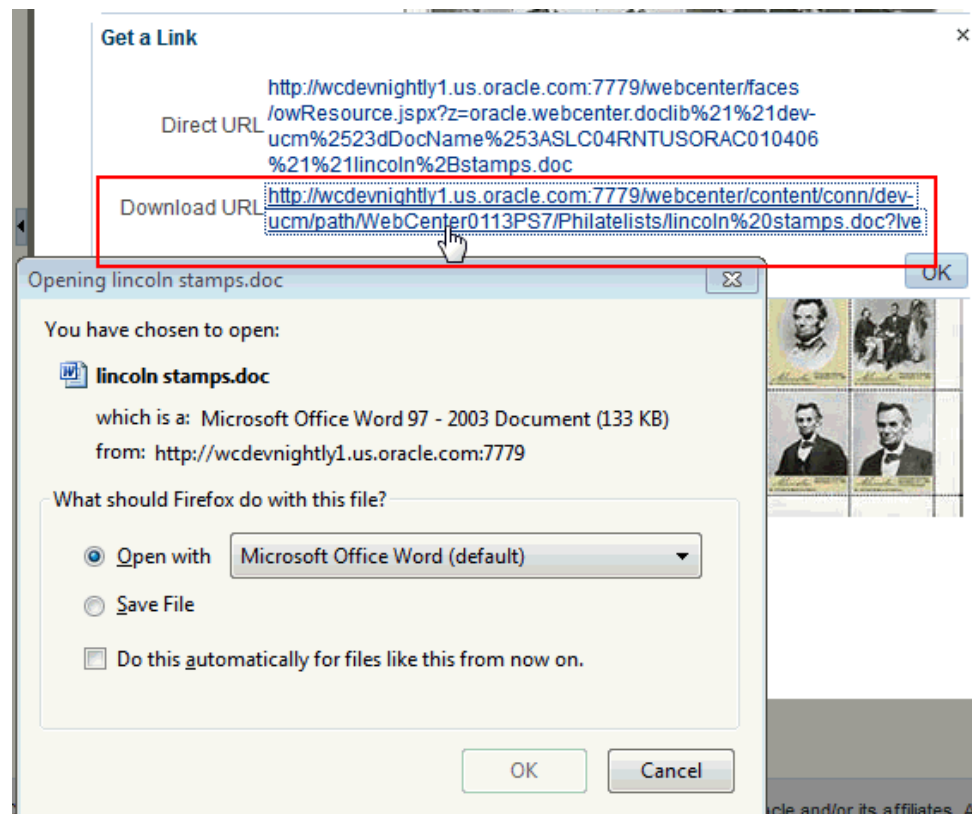 Get a Link
×
Direct URL
http://wcdevnightly1.us.oracle.com:7779/webcenter/faces
/owResource.jspx?z=oracle.webcenter.doclib%21%21dev-
ucm%2523dDocName%253ASLC04RNTUSORAC010406
%21%21lincoln%2Bstamps.doc
Download URL
http://wcdevnightly1.us.oracle.com:7779/webcenter/content/conn/dev-
ucm/path/WebCenter0113PS7/Philatelists/lincoln%20stamps.doc?lve
OK
Opening lincoln stamps.doc
You have chosen to open:
lincoln stamps.doc
which is a: Microsoft Office Word 97 - 2003 Document (133 KB)
from: http://wcdevnightly1.us.oracle.com:7779
What should Firefox do with this file?
Open with Microsoft Office Word (default)
Save File
Do this automatically for files like this from now on.
OK Cancel
and/or its affiliates.